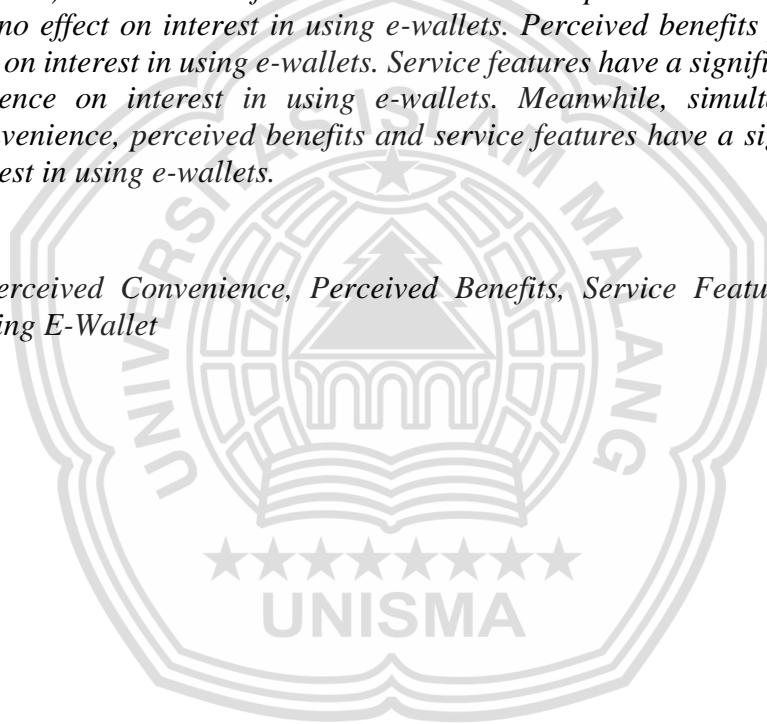 no effect on interest in using e-wallets. Perceived benefits
on interest in using e-wallets. Service features have a signifi
ence on interest in using e-wallets. Meanwhile, simult
venience, perceived benefits and service features have a sig
est in using e-wallets.
UNIVERSITAS ISLAM MALANG
erceived Convenience, Perceived Benefits, Service Featu
ing E-Wallet
UNISMA